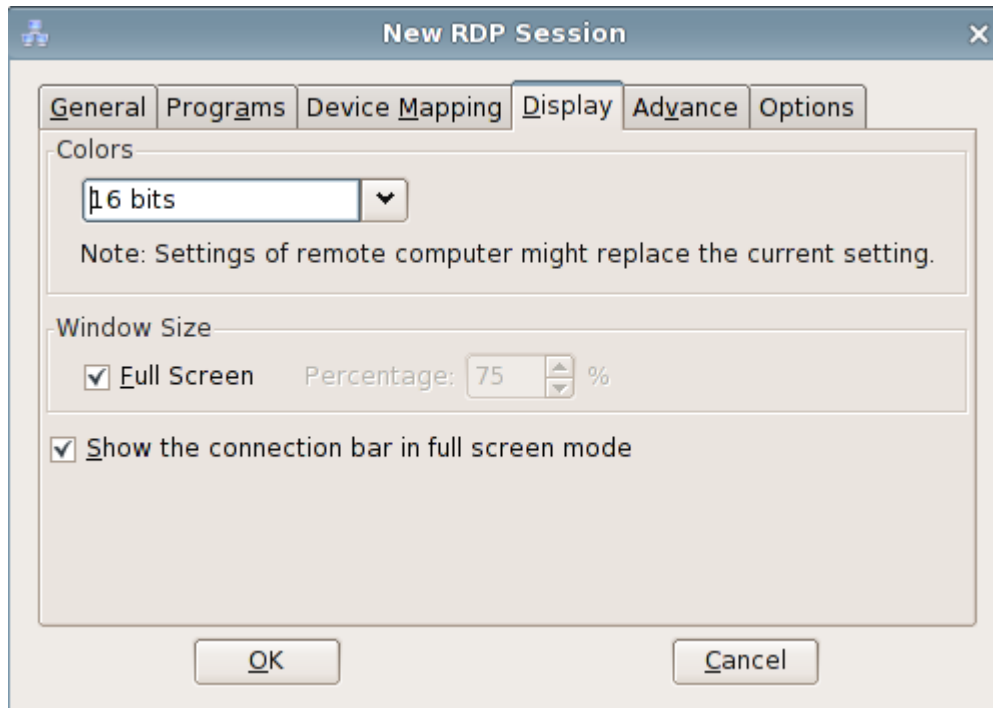 New RDP Session
General Programs Device Mapping Display Advance Options
Colors
16 bits
Note: Settings of remote computer might replace the current setting.
Window Size
Full Screen Percentage: 75 %
Show the connection bar in full screen mode
OK Cancel